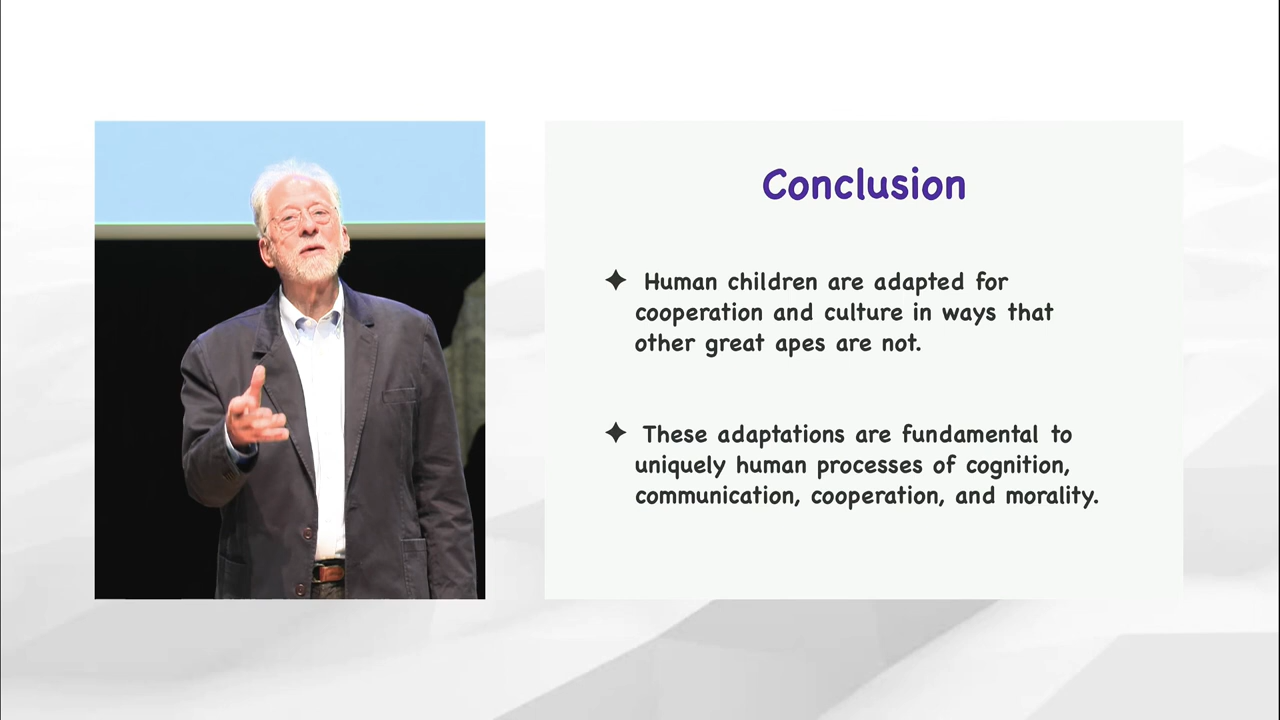 Conclusion
✦ Human children are adapted for
cooperation and culture in ways that
other great apes are not.
✦ These adaptations are fundamental to
uniquely human processes of cognition,
communication, cooperation, and morality.